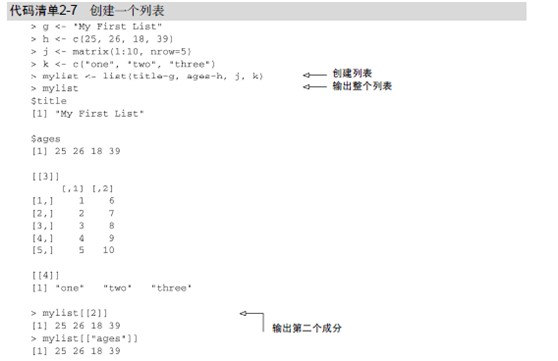 代码清单2-7 创建一个列表
> g <- "My First List"
> h <- c(25, 26, 18, 39)
> j <- matrix(1:10, nrow=5)
> k <- c("one", "two", "three")
> mylist <- list(title=g, ages=h, j, k) 创建列表
> mylist 输出整个列表
$title
[1] "My First List"
$ages
[1] 25 26 18 39
[[3]]
[,1] [,2]
[1,] 1 6
[2,] 2 7
[3,] 3 8
[4,] 4 9
[5,] 5 10
[[4]]
[1] "one" "two" "three"
> mylist[[2]]
[1] 25 26 18 39 输出第二个成分
> mylist[["ages"]]
[1] 25 26 18 39